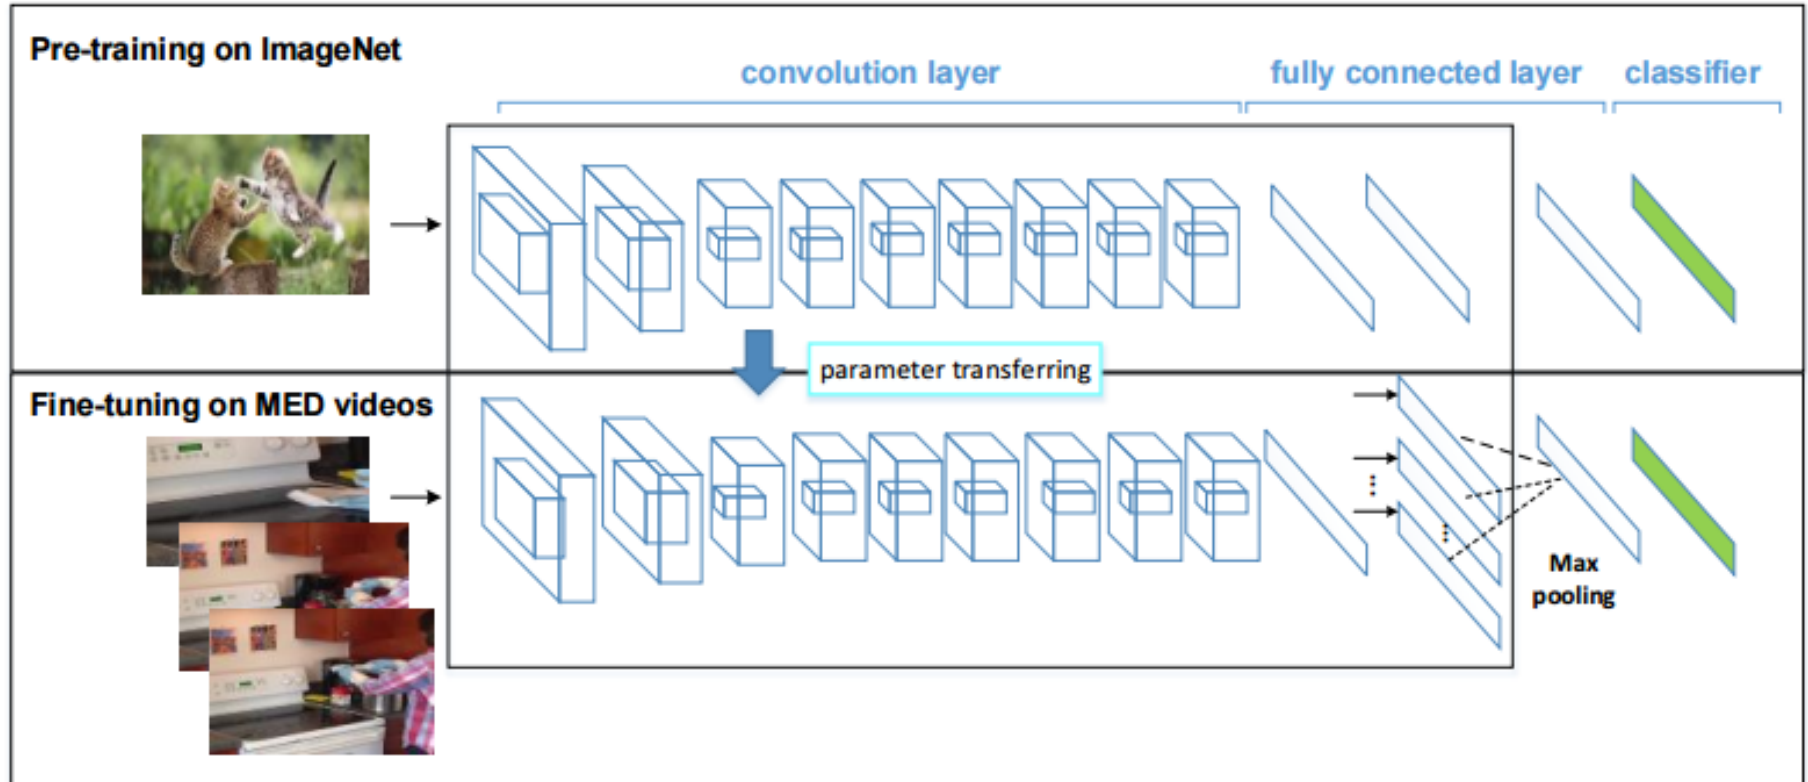 Pre-training on ImageNet
convolution layer
fully connected layer
classifier
parameter transferring
Fine-tuning on MED videos
Max
pooling